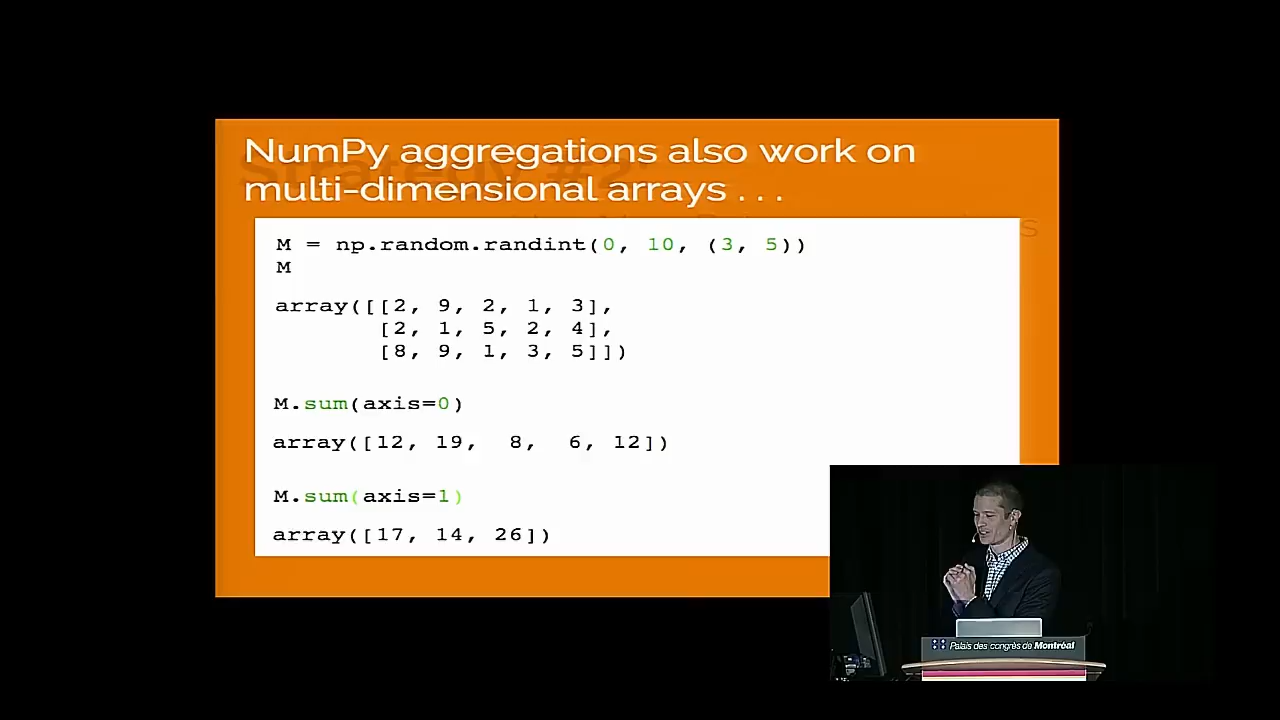 NumPy aggregations also work on
multi-dimensional arrays . . .
M = np.random.randint(0, 10, (3, 5))
M
array([[2, 9, 2, 1, 3],
[2, 1, 5, 2, 4],
[8, 9, 1, 3, 5]])
M.sum(axis=0)
array([12, 19, 8, 6, 12])
M.sum(axis=1)
array([17, 14, 26])
Palais des congrès de Montréal